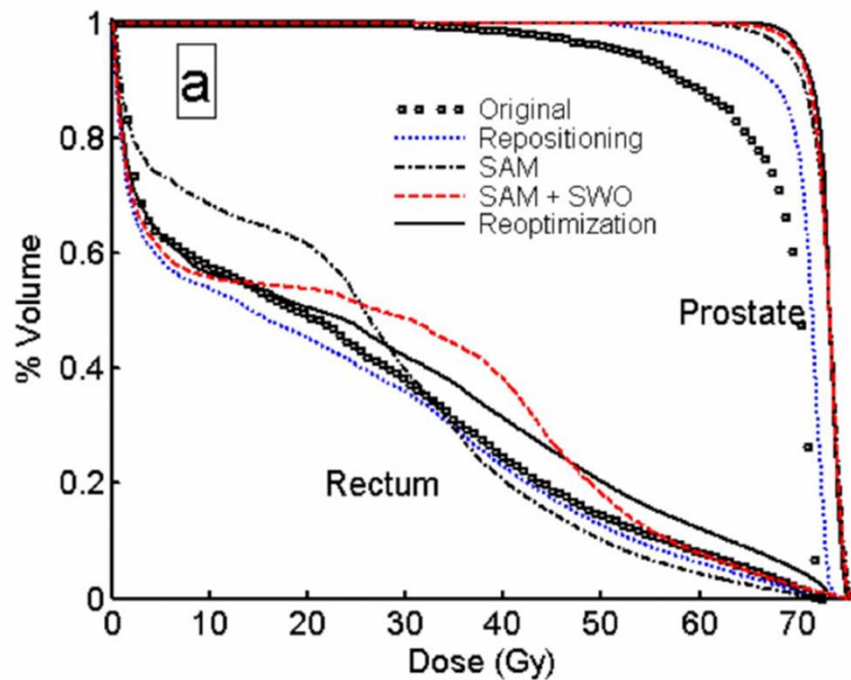 a
Original
Repositioning
SAM
SAM + SWO
Reoptimization
Prostate
Rectum
% Volume
1
0.8
0.6
0.4
0.2
0
0 10 20 30 40 50 60 70
Dose (Gy)